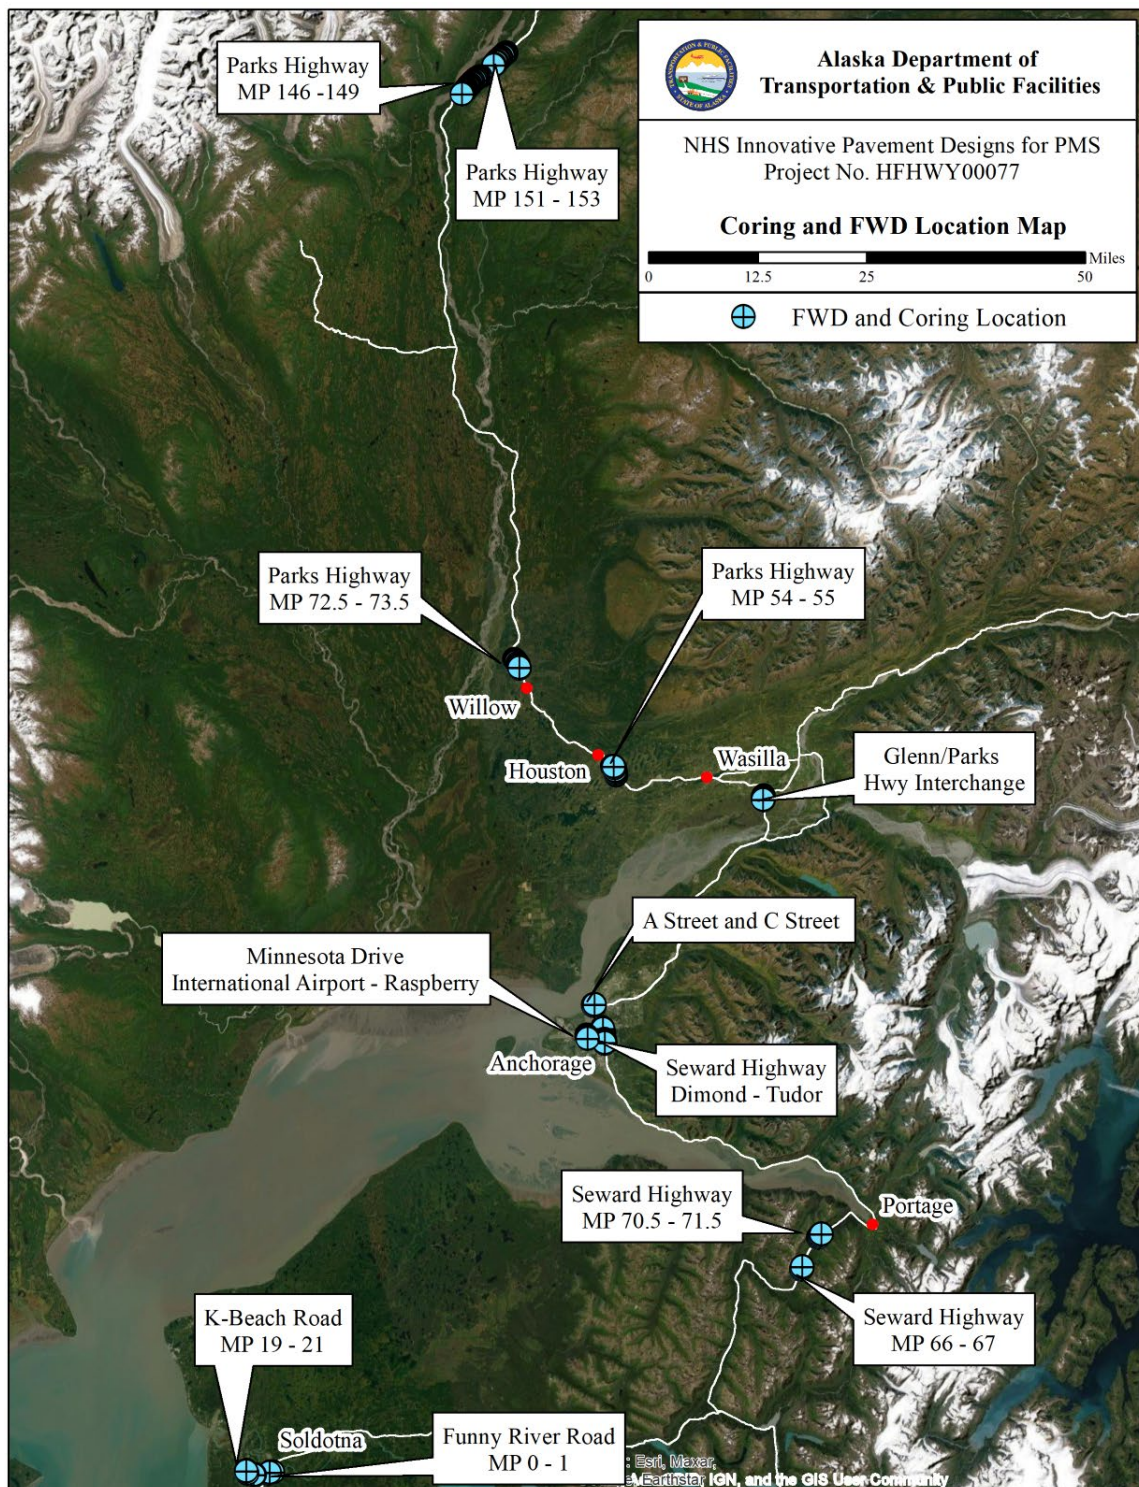 Alaska Department of
Transportation & Public Facilities
NHS Innovative Pavement Designs for PMS
Project No. HFHWY00077
Coring and FWD Location Map
Miles
0 12.5 25 50
FWD and Coring Location
Parks Highway
MP 146 -149
Parks Highway
MP 151 - 153
Parks Highway
MP 72.5 - 73.5
Parks Highway
MP 54 - 55
Willow
Houston
Wasilla
Glenn/Parks
Hwy Interchange
A Street and C Street
Minnesota Drive
International Airport - Raspberry
Anchorage
Seward Highway
Dimond - Tudor
Seward Highway
MP 70.5 - 71.5
Portage
Seward Highway
MP 66 - 67
K-Beach Road
MP 19 - 21
Soldotna
Funny River Road
MP 0 - 1
: Esri, Maxar,
IGN, and the GIS User Community